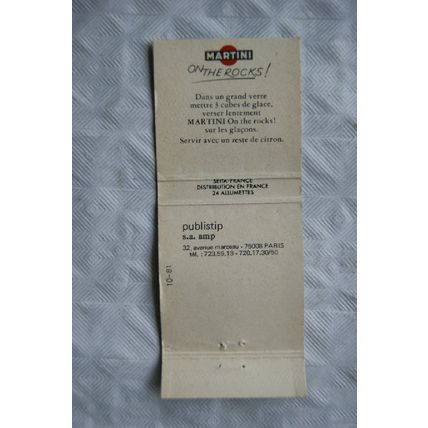 MARTINI
ON THE ROCKS!
Dans un grand verre
mettre 3 cubes de glace,
verser lentement
MARTINI On the rocks!
sur les glaçons.
Servir avec un zeste de citron.
SEITA-FRANCE
DISTRIBUTION EN FRANCE
24 ALLUMETTES
publistip
s.a. amp
32, avenue marceau - 75008 PARIS
tél. : 723.59.13 - 720.17.30/50
10-81